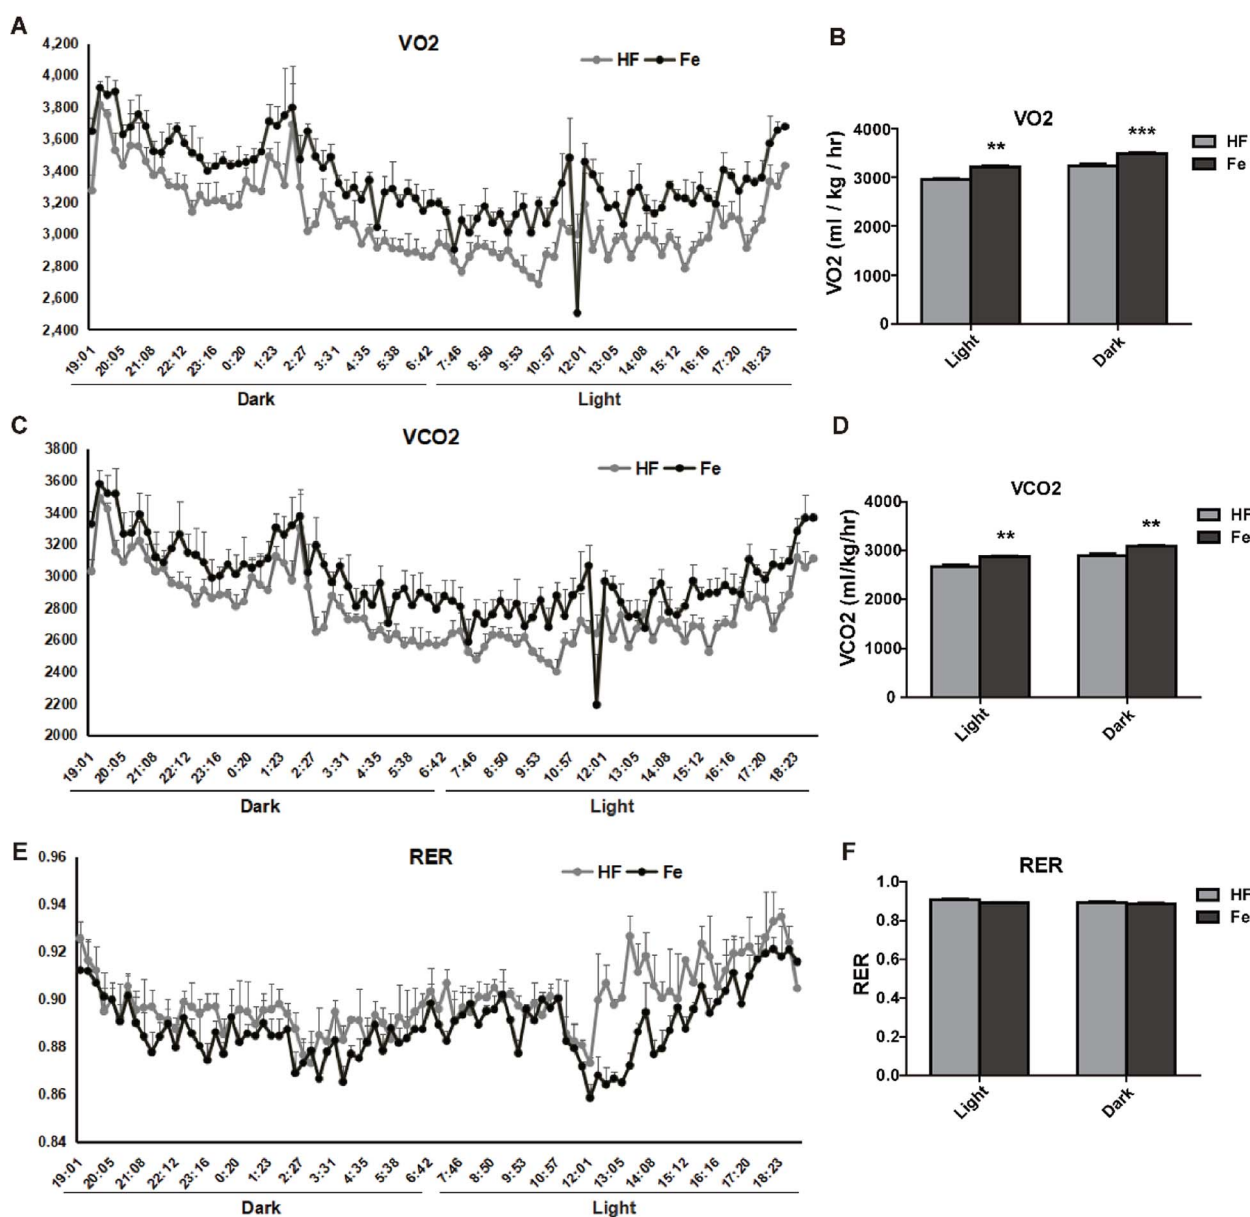 A
VO2
HF Fe
4,200
4,000
3,800
3,600
3,400
3,200
3,000
2,800
2,600
2,400
19:01 20:05 21:08 22:12 23:16 0:20 1:23 2:27 3:31 4:35 5:38 6:42 7:46 8:50 9:53 10:57 12:01 13:05 14:08 15:12 16:16 17:20 18:23
Dark Light
B
VO2
HF
Fe
VO2 (ml / kg / hr)
4000
3000
2000
1000
0
** ***
Light Dark
C
VCO2
HF Fe
3800
3600
3400
3200
3000
2800
2600
2400
2200
2000
19:01 20:05 21:08 22:12 23:16 0:20 1:23 2:27 3:31 4:35 5:38 6:42 7:46 8:50 9:53 10:57 12:01 13:05 14:08 15:12 16:16 17:20 18:23
Dark Light
D
VCO2
HF
Fe
VCO2 (ml/kg/hr)
4000
3000
2000
1000
0
** **
Light Dark
E
RER
HF Fe
0.96
0.94
0.92
0.90
0.88
0.86
0.84
19:01 20:05 21:08 22:12 23:16 0:20 1:23 2:27 3:31 4:35 5:38 6:42 7:46 8:50 9:53 10:57 12:01 13:05 14:08 15:12 16:16 17:20 18:23
Dark Light
F
RER
HF
Fe
RER
1.0
0.8
0.6
0.4
0.2
0.0
Light Dark